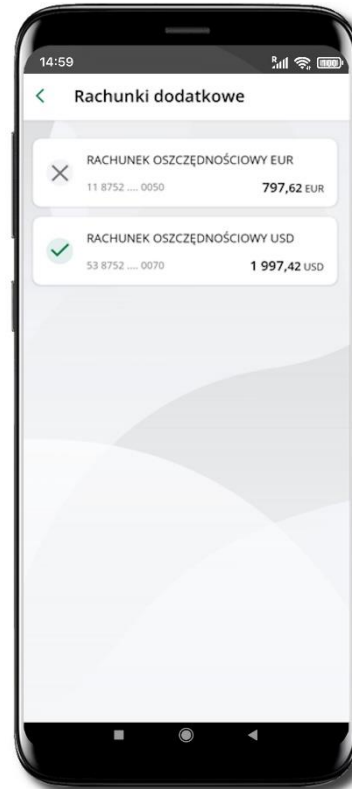 14:59
R
100
Rachunki dodatkowe
RACHUNEK OSZCZĘDNOŚCIOWY EUR
11 8752 .... 0050 797,62 EUR
RACHUNEK OSZCZĘDNOŚCIOWY USD
53 8752 .... 0070 1 997,42 USD